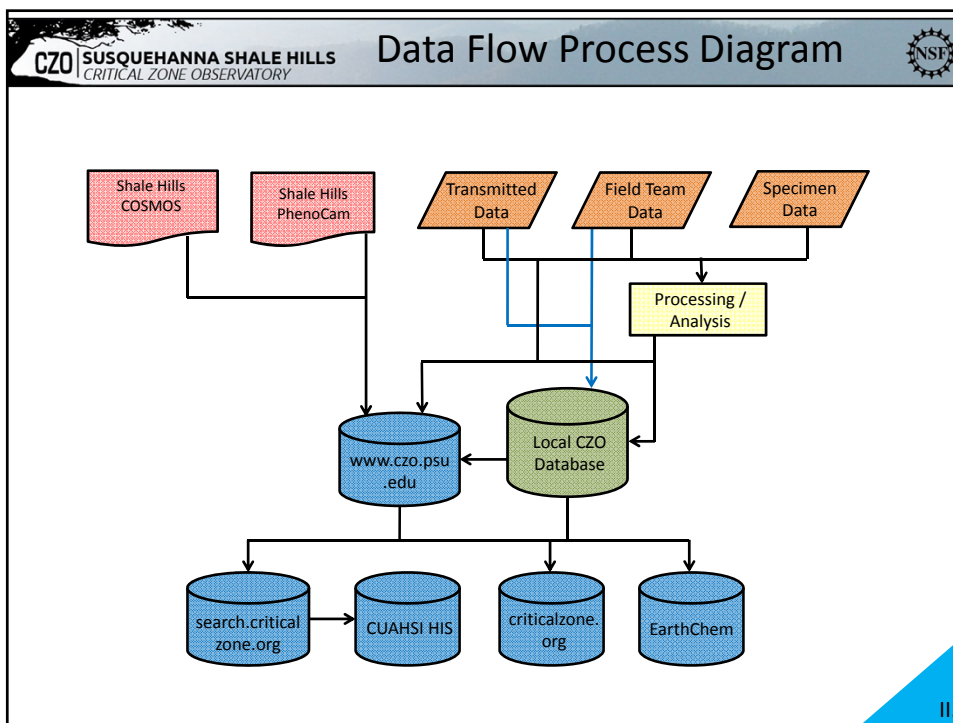 CZO SUSQUEHANNA SHALE HILLS
CRITICAL ZONE OBSERVATORY
Data Flow Process Diagram
NSF
Shale Hills
COSMOS
Shale Hills
PhenoCam
Transmitted
Data
Field Team
Data
Specimen
Data
Processing /
Analysis
www.czo.psu
.edu
Local CZO
Database
search.critical
zone.org
CUAHSI HIS
criticalzone.
org
EarthChem
II